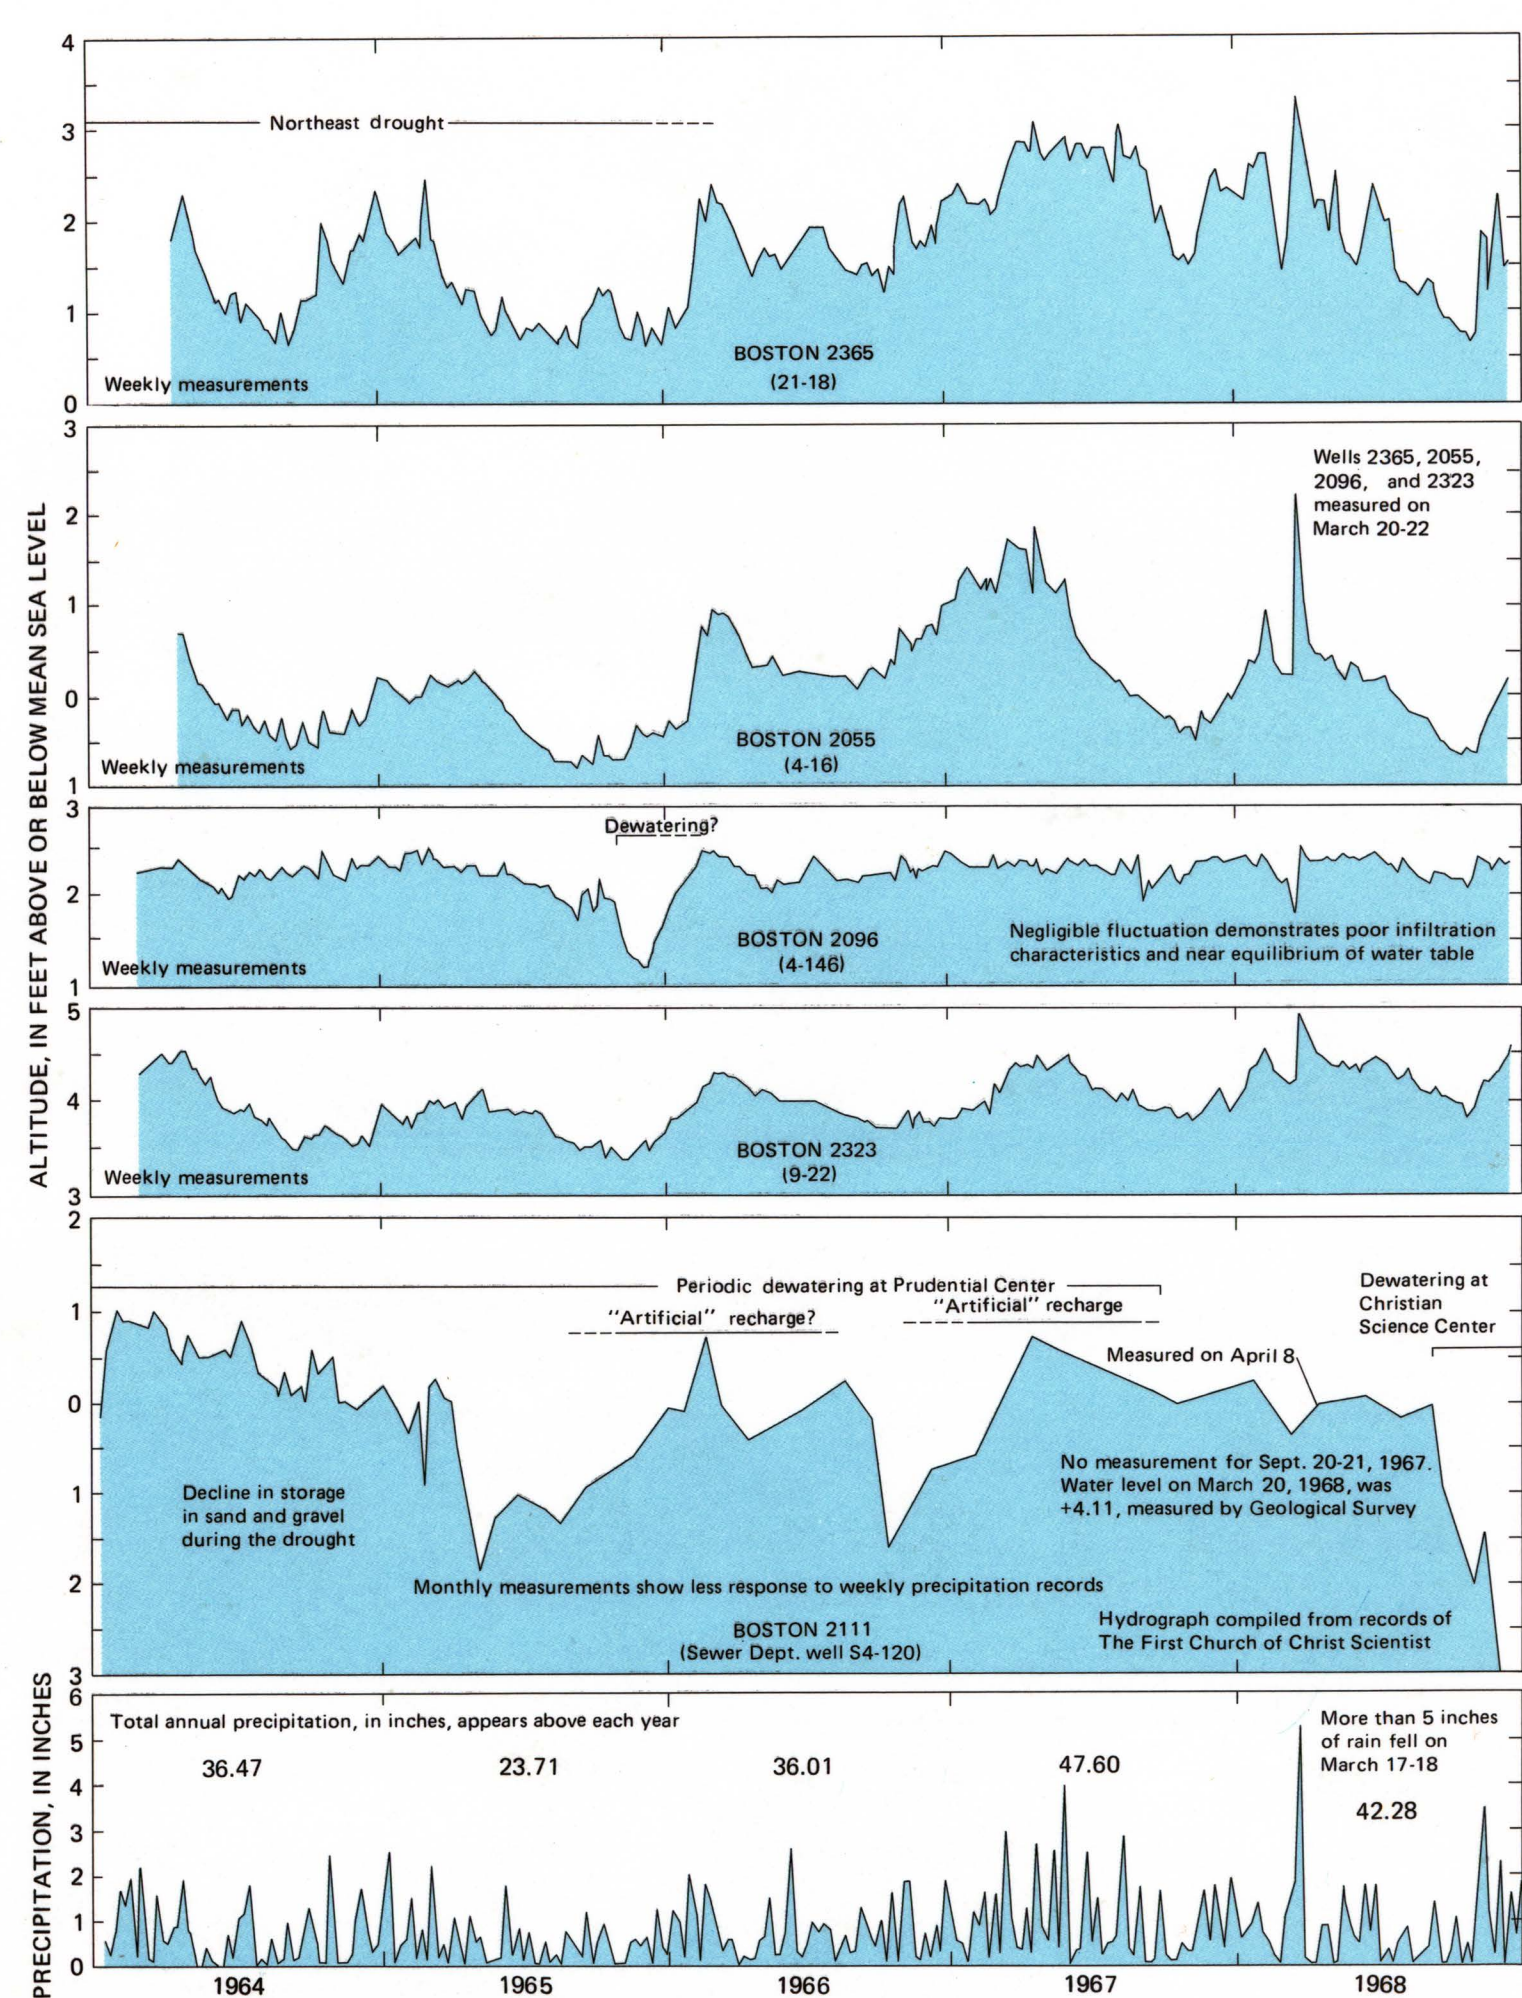 ALTITUDE, IN FEET ABOVE OR BELOW MEAN SEA LEVEL
4
3
2
1
0
Northeast drought
BOSTON 2365
(21-18)
Weekly measurements
3
2
1
0
1
Wells 2365, 2055,
2096, and 2323
measured on
March 20-22
BOSTON 2055
(4-16)
Weekly measurements
3
2
1
Dewatering?
BOSTON 2096
(4-146)
Weekly measurements
Negligible fluctuation demonstrates poor infiltration
characteristics and near equilibrium of water table
5
4
3
BOSTON 2323
(9-22)
Weekly measurements
2
1
0
1
2
3
Periodic dewatering at Prudential Center
"Artificial" recharge?
"Artificial" recharge
Dewatering at
Christian
Science Center
Measured on April 8
Decline in storage
in sand and gravel
during the drought
No measurement for Sept. 20-21, 1967.
Water level on March 20, 1968, was
+4.11, measured by Geological Survey
Monthly measurements show less response to weekly precipitation records
BOSTON 2111
(Sewer Dept. well S4-120)
Hydrograph compiled from records of
The First Church of Christ Scientist
PRECIPITATION, IN INCHES
6
5
4
3
2
1
0
Total annual precipitation, in inches, appears above each year
36.47
23.71
36.01
47.60
More than 5 inches
of rain fell on
March 17-18
42.28
1964
1965
1966
1967
1968